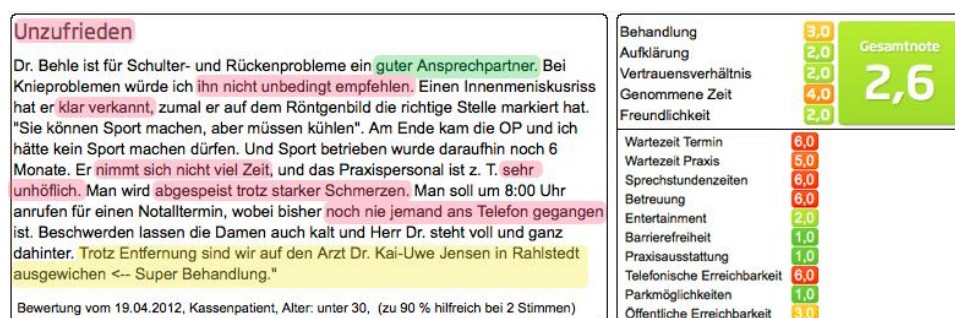 Unzufrieden
Dr. Behle ist für Schulter- und Rückenprobleme ein guter Ansprechpartner. Bei
Knieproblemen würde ich ihn nicht unbedingt empfehlen. Einen Innenmeniskusriss
hat er klar verkannt, zumal er auf dem Röntgenbild die richtige Stelle markiert hat.
"Sie können Sport machen, aber müssen kühlen". Am Ende kam die OP und ich
hätte kein Sport machen dürfen. Und Sport betrieben wurde daraufhin noch 6
Monate. Er nimmt sich nicht viel Zeit, und das Praxispersonal ist z. T. sehr
unhöflich. Man wird abgespeist trotz starker Schmerzen. Man soll um 8:00 Uhr
anrufen für einen Notalltermin, wobei bisher noch nie jemand ans Telefon gegangen
ist. Beschwerden lassen die Damen auch kalt und Herr Dr. steht voll und ganz
dahinter. Trotz Entfernung sind wir auf den Arzt Dr. Kai-Uwe Jensen in Rahlstedt
ausgewichen <-- Super Behandlung."
Bewertung vom 19.04.2012, Kassenpatient, Alter: unter 30, (zu 90 % hilfreich bei 2 Stimmen)
Behandlung 3,0
Aufklärung 2,0
Vertrauensverhältnis 2,0
Genommene Zeit 4,0
Freundlichkeit 2,0
Gesamtnote
2,6
Wartezeit Termin 6,0
Wartezeit Praxis 5,0
Sprechstundenzeiten 6,0
Betreuung 6,0
Entertainment 2,0
Barrierefreiheit 1,0
Praxisausstattung 1,0
Telefonische Erreichbarkeit 6,0
Parkmöglichkeiten 1,0
Öffentliche Erreichbarkeit 3,0